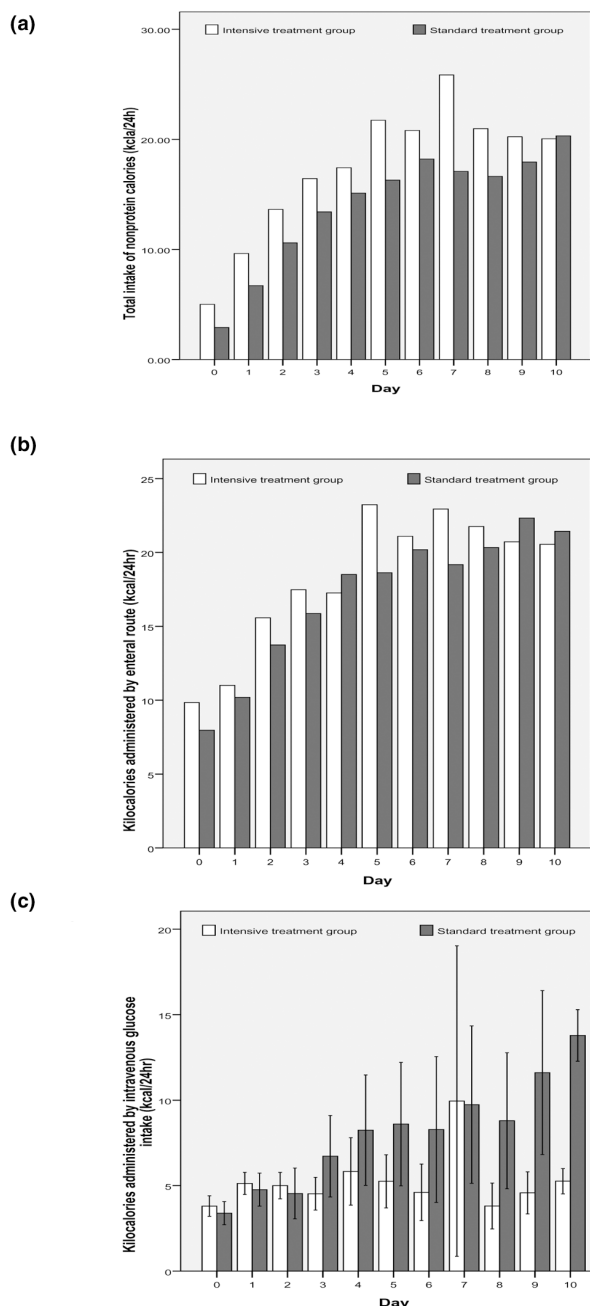 (a)
30.00
Intensive treatment group Standard treatment group
20.00
10.00
0.00
Total intake of nonprotein calories (kcla/24h)
0 1 2 3 4 5 6 7 8 9 10
Day
(b)
25
Intensive treatment group Standard treatment group
20
15
10
5
0
Kilocalories administered by enteral route (kcal/24hr)
0 1 2 3 4 5 6 7 8 9 10
Day
(c)
20
Intensive treatment group Standard treatment group
15
10
5
0
Kilocalories administered by intravenous glucose
intake (kcal/24hr)
0 1 2 3 4 5 6 7 8 9 10
Day